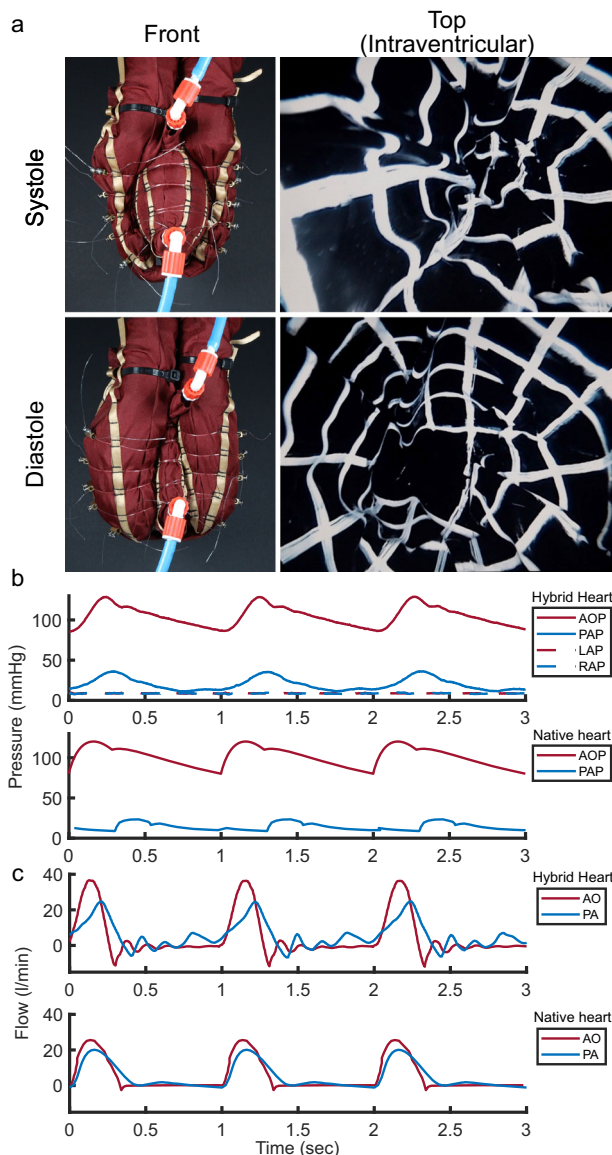 a
Front
Top
(Intraventricular)
Systole
Diastole
b
Hybrid Heart
AOP
PAP
LAP
RAP
100
50
0
0
0.5
1
1.5
2
2.5
3
Pressure (mmHg)
Native heart
AOP
PAP
100
50
0
0
0.5
1
1.5
2
2.5
3
c
Hybrid Heart
AO
PA
40
20
0
0
0.5
1
1.5
2
2.5
3
Flow (l/min)
Native heart
AO
PA
40
20
0
0
0.5
1
1.5
2
2.5
3
Time (sec)